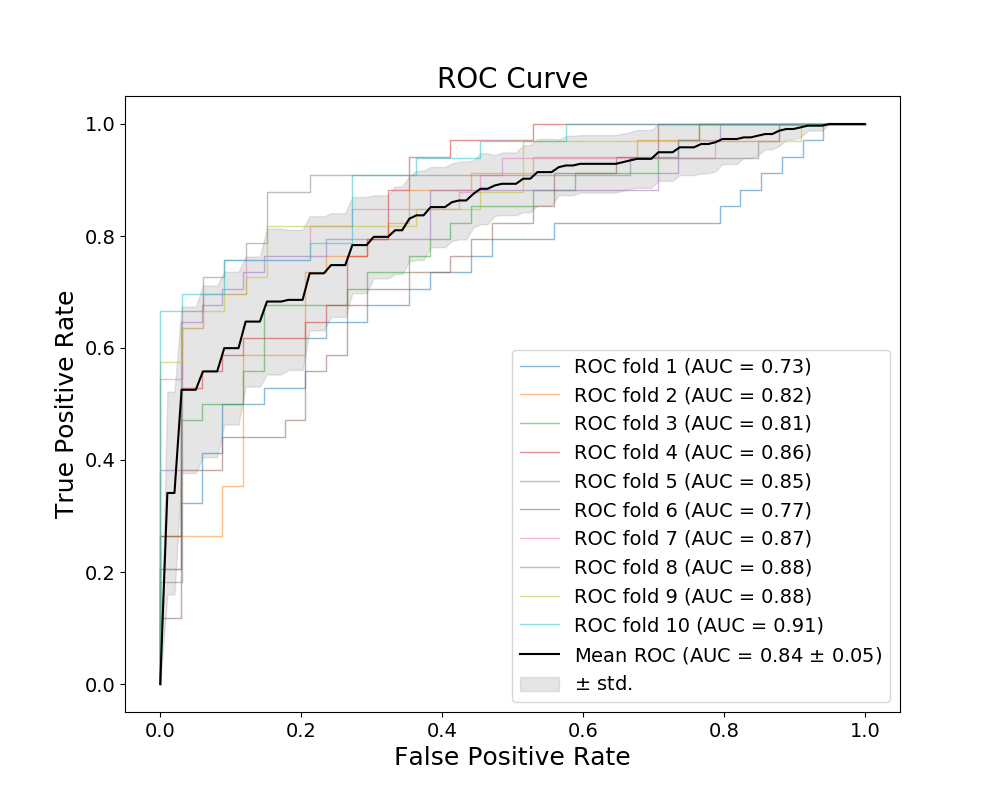 ROC Curve
1.0
0.8
0.6
0.4
0.2
0.0
True Positive Rate
0.0 0.2 0.4 0.6 0.8 1.0
False Positive Rate
ROC fold 1 (AUC = 0.73)
ROC fold 2 (AUC = 0.82)
ROC fold 3 (AUC = 0.81)
ROC fold 4 (AUC = 0.86)
ROC fold 5 (AUC = 0.85)
ROC fold 6 (AUC = 0.77)
ROC fold 7 (AUC = 0.87)
ROC fold 8 (AUC = 0.88)
ROC fold 9 (AUC = 0.88)
ROC fold 10 (AUC = 0.91)
Mean ROC (AUC = 0.84 ± 0.05)
± std.